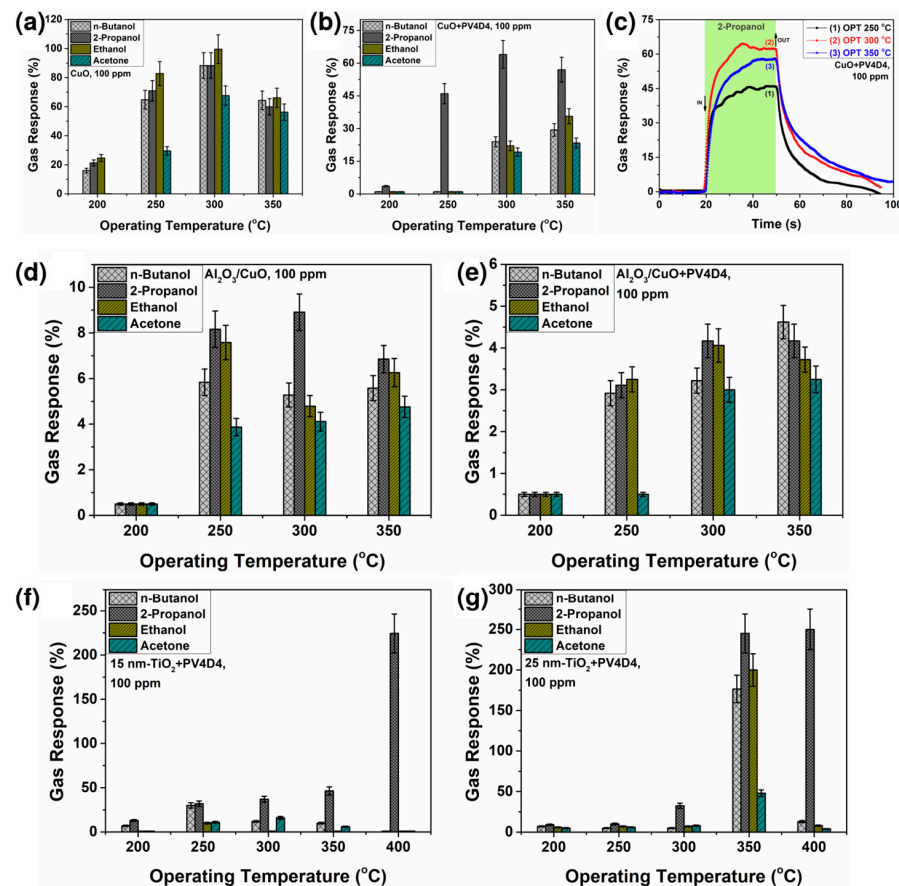 (a)
n-Butanol
2-Propanol
Ethanol
Acetone
CuO, 100 ppm
Gas Response (%)
0
20
40
60
80
100
120
200
250
300
350
Operating Temperature (°C)
(b)
n-Butanol
2-Propanol
Ethanol
Acetone
CuO+PV4D4, 100 ppm
Gas Response (%)
0
15
30
45
60
75
200
250
300
350
Operating Temperature (°C)
(c)
2-Propanol
(1) OPT 250 °C
(2) OPT 300 °C
(3) OPT 350 °C
CuO+PV4D4,
100 ppm
IN
OUT
(2)
(3)
(1)
Gas Response (%)
0
15
30
45
60
75
90
0
20
40
60
80
100
Time (s)
(d)
n-Butanol
2-Propanol
Ethanol
Acetone
Al₂O₃/CuO, 100 ppm
Gas Response (%)
0
2
4
6
8
10
200
250
300
350
Operating Temperature (°C)
(e)
n-Butanol
2-Propanol
Ethanol
Acetone
Al₂O₃/CuO+PV4D4,
100 ppm
Gas Response (%)
0
1
2
3
4
5
6
200
250
300
350
Operating Temperature (°C)
(f)
n-Butanol
2-Propanol
Ethanol
Acetone
15 nm-TiO₂+PV4D4,
100 ppm
Gas Response (%)
0
50
100
150
200
250
200
250
300
350
400
Operating Temperature (°C)
(g)
n-Butanol
2-Propanol
Ethanol
Acetone
25 nm-TiO₂+PV4D4,
100 ppm
Gas Response (%)
0
50
100
150
200
250
300
200
250
300
350
400
Operating Temperature (°C)